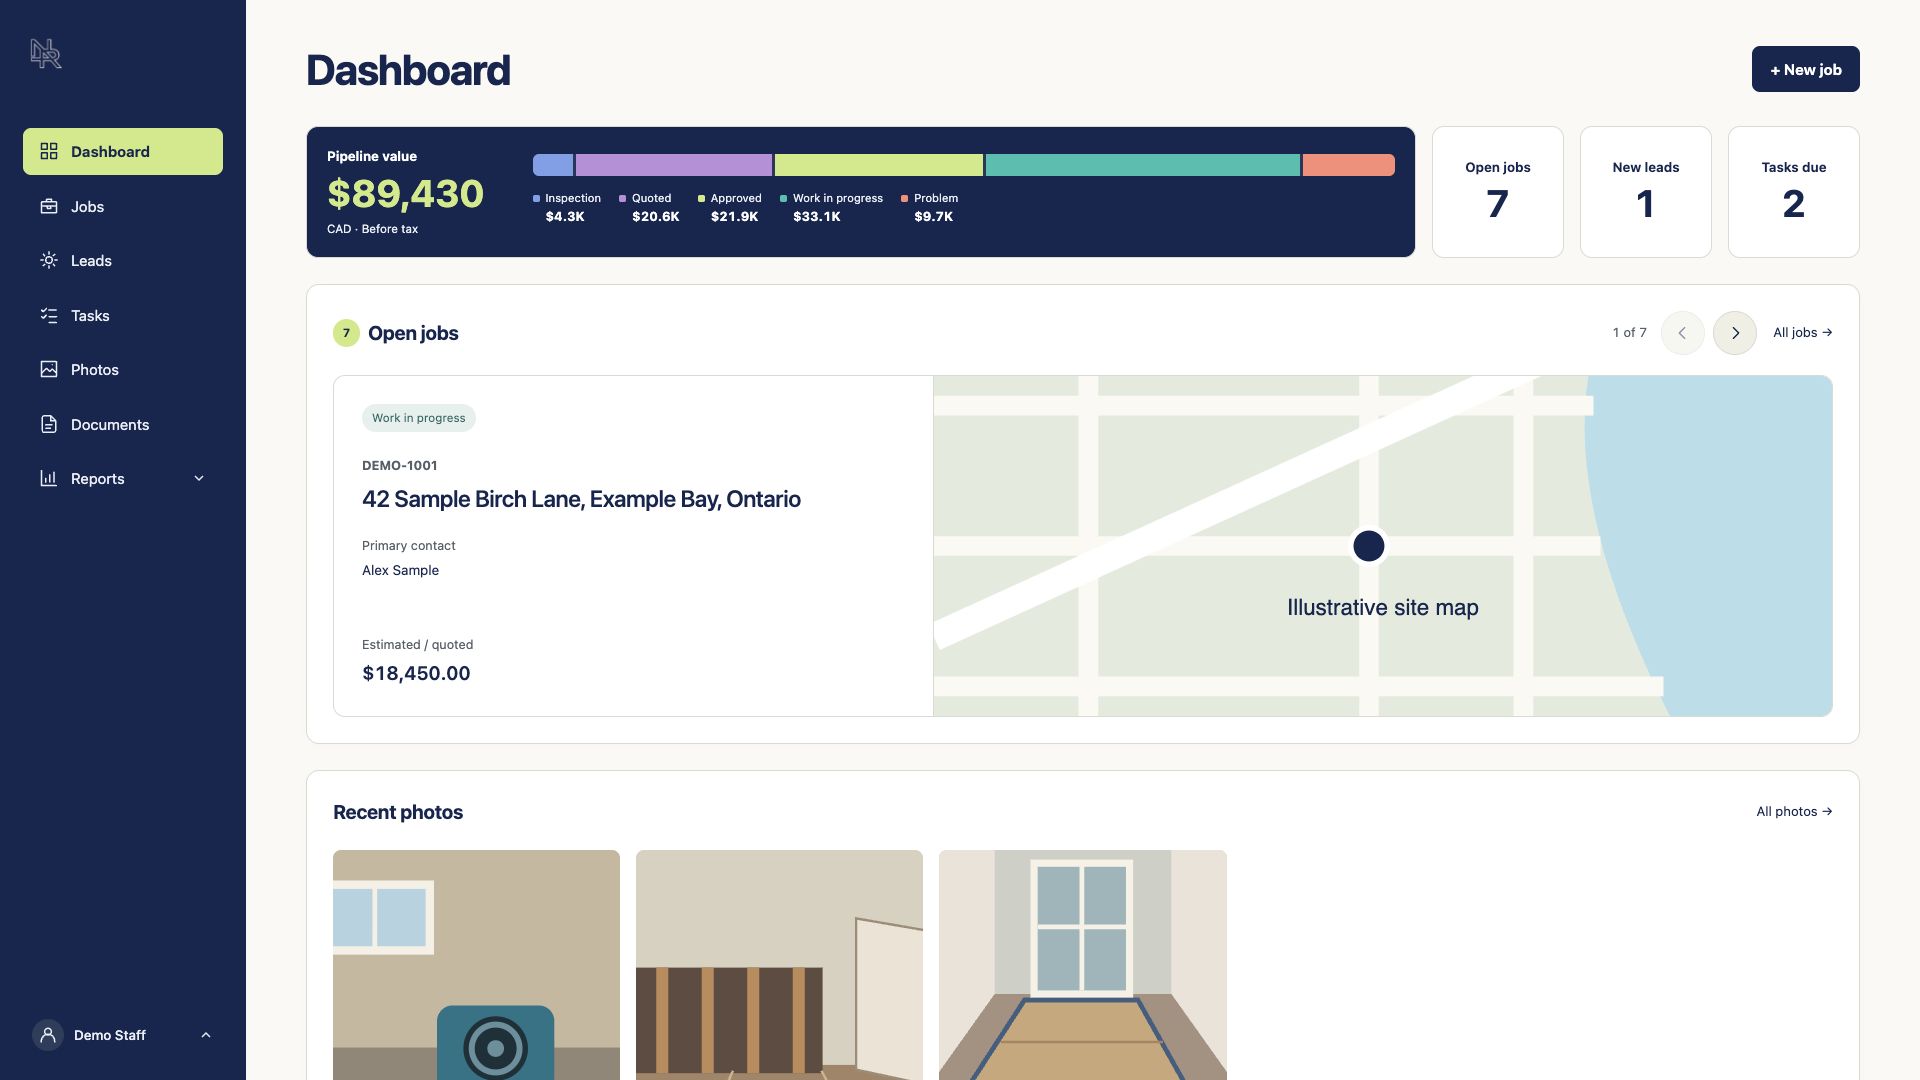 NR
Dashboard
Jobs
Leads
Tasks
Photos
Documents
Reports
Demo Staff
Dashboard
+ New job
Pipeline value
$89,430
CAD · Before tax
Inspection
$4.3K
Quoted
$20.6K
Approved
$21.9K
Work in progress
$33.1K
Problem
$9.7K
Open jobs
7
New leads
1
Tasks due
2
7 Open jobs
1 of 7
All jobs →
Work in progress
DEMO-1001
42 Sample Birch Lane, Example Bay, Ontario
Primary contact
Alex Sample
Estimated / quoted
$18,450.00
Illustrative site map
Recent photos
All photos →